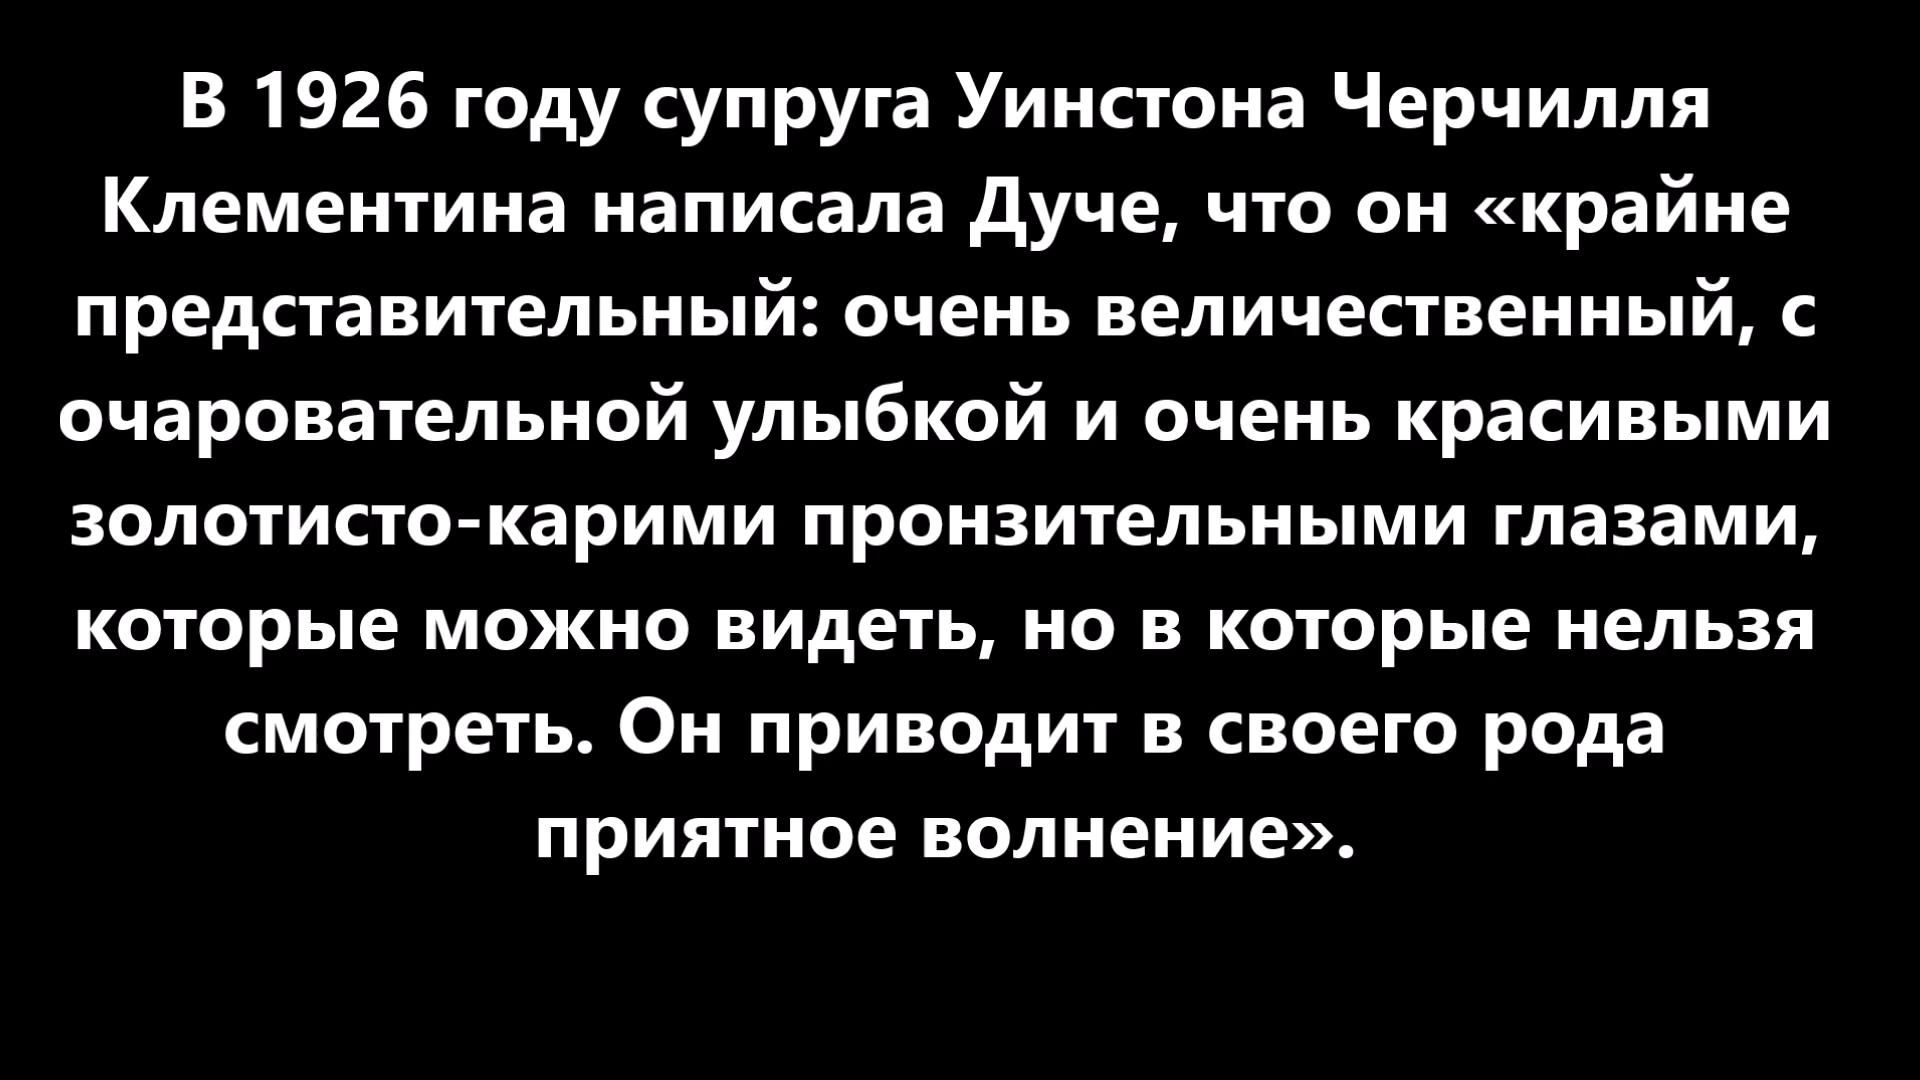 В 1926 году супруга Уинстона Черчилля
Клементина написала Дуче, что он «крайне
представительный: очень величественный, с
очаровательной улыбкой и очень красивыми
золотисто-карими пронзительными глазами,
которые можно видеть, но в которые нельзя
смотреть. Он приводит в своего рода
приятное волнение».